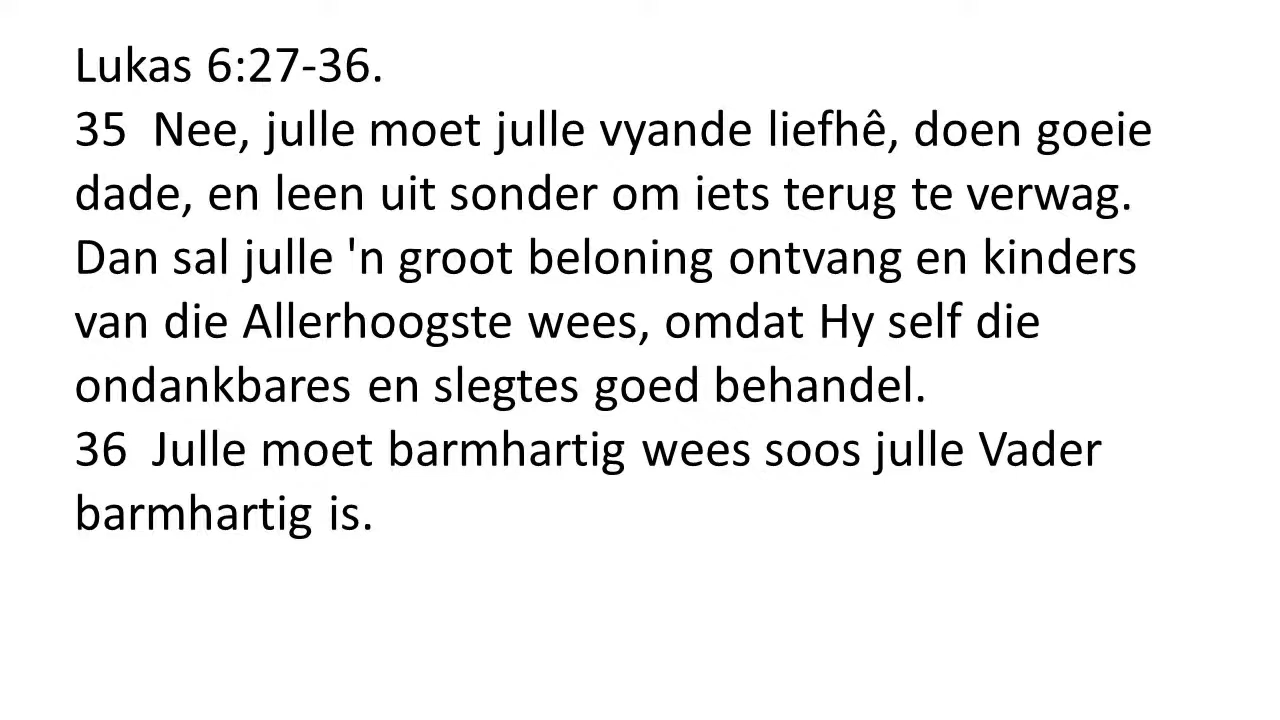 Lukas 6:27-36.
35  Nee, julle moet julle vyande liefhê, doen goeie
dade, en leen uit sonder om iets terug te verwag.
Dan sal julle 'n groot beloning ontvang en kinders
van die Allerhoogste wees, omdat Hy self die
ondankbares en slegtes goed behandel.
36  Julle moet barmhartig wees soos julle Vader
barmhartig is.